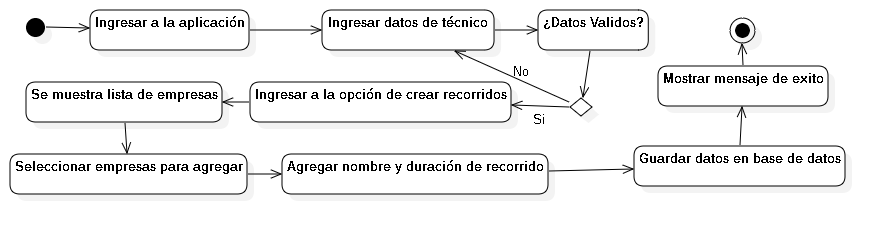 Ingresar a la aplicación
Ingresar datos de técnico
¿Datos Validos?
No
Si
Ingresar a la opción de crear recorridos
Se muestra lista de empresas
Seleccionar empresas para agregar
Agregar nombre y duración de recorrido
Guardar datos en base de datos
Mostrar mensaje de exito